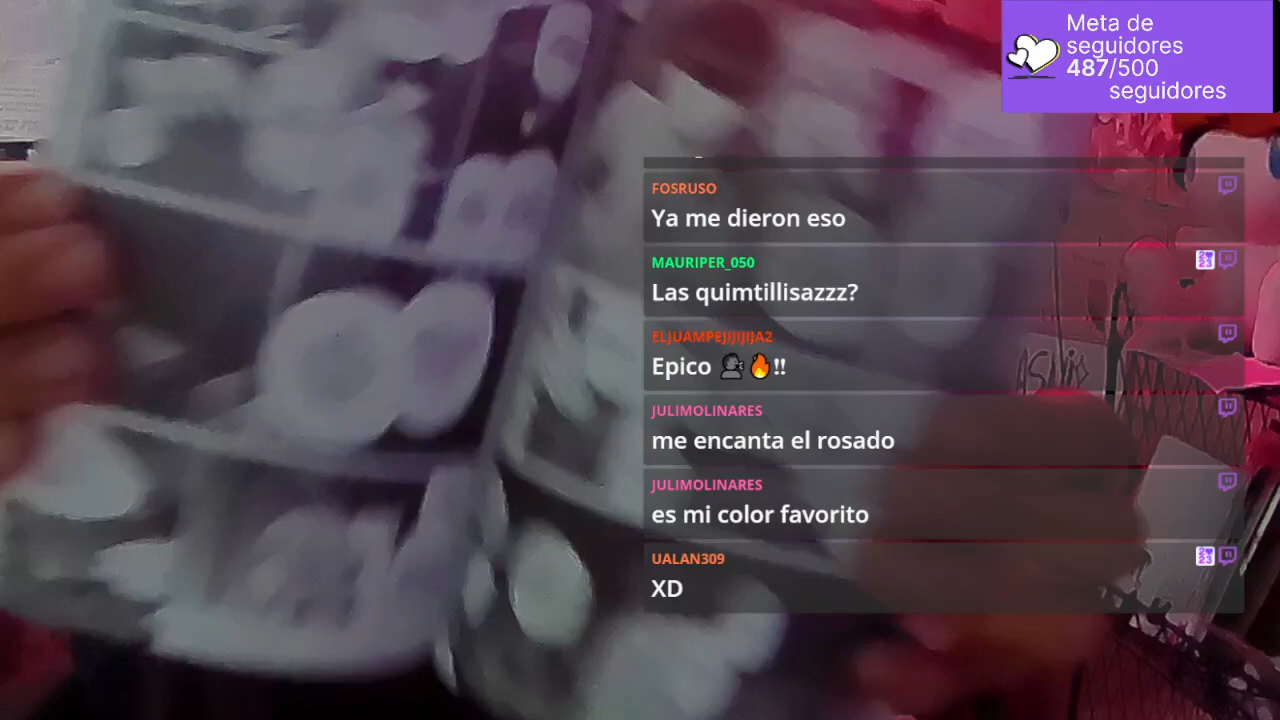 Meta de
seguidores
487/500
seguidores
FOSRUSO
Ya me dieron eso
MAURIPER_050
Las quimtillisazzz?
ELJUAMPEJIJIJIJA2
Epico 🗣🔥‼
JULIMOLINARES
me encanta el rosado
JULIMOLINARES
es mi color favorito
UALAN309
XD